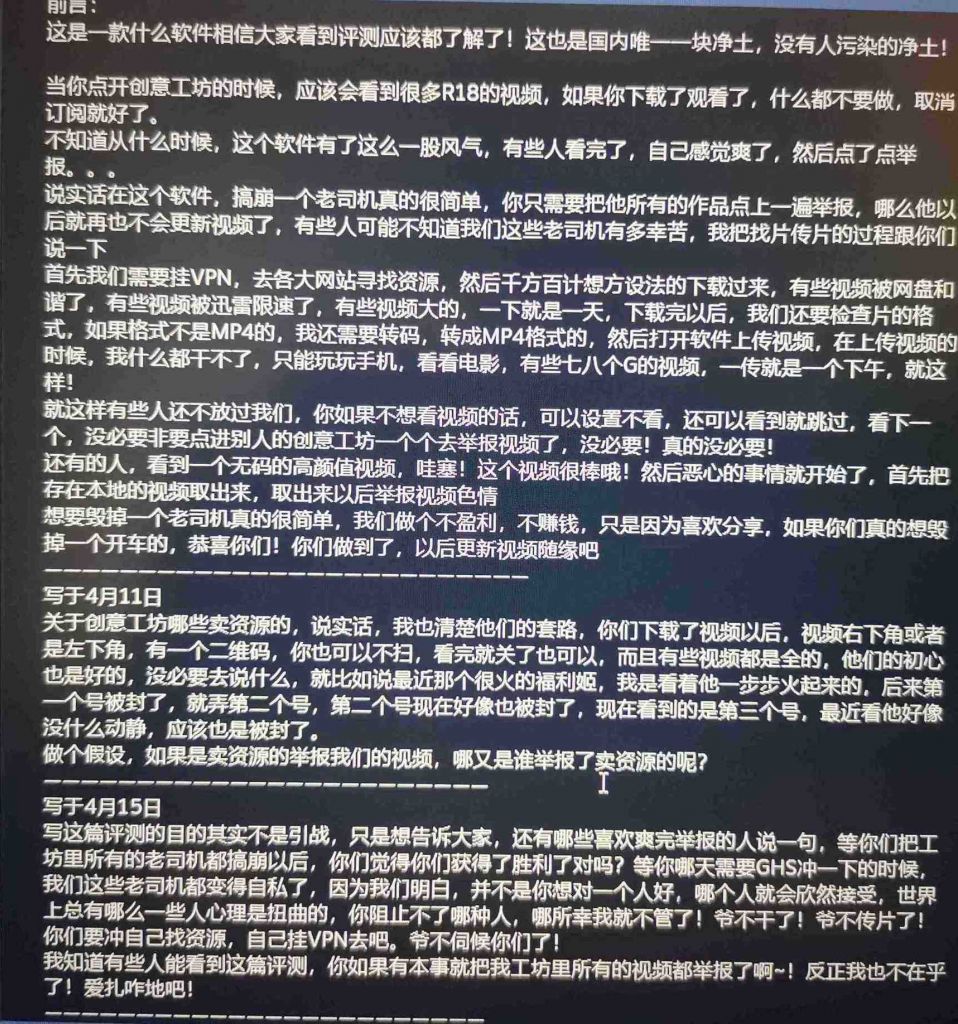 前言：
这是一款什么软件相信大家看到评测应该都了解了！这也是国内唯一一块净土，没有人污染的净土！
当你点开创意工坊的时候，应该会看到很多R18的视频，如果你下载了观看了，什么都不要做，取消
订阅就好了。
不知道从什么时候，这个软件有了这么一股风气，有些人看完了，自己感觉爽了，然后点了点举
报。。。
说实话在这个软件，搞崩一个老司机真的很简单，你只需要把他所有的作品点上一遍举报，哪么他以
后就再也不会更新视频了，有些人可能不知道我们这些老司机有多幸苦，我把找片传片的过程跟你们
说一下
首先我们需要挂VPN，去各大网站寻找资源，然后千方百计想方设法的下载过来，有些视频被网盘和
谐了，有些视频被迅雷限速了，有些视频大的，一下就是一天，下载完以后，我们还要检查片的格
式，如果格式不是MP4的，我还需要转码，转成MP4格式的，然后打开软件上传视频，在上传视频的
时候，我什么都干不了，只能玩玩手机，看看电影，有些七八个G的视频，一传就是一个下午，就这
样！
就这样有些人还不放过我们，你如果不想看视频的话，可以设置不看，还可以看到就跳过，看下一
个，没必要非要点进别人的创意工坊一个个去举报视频了，没必要！真的没必要！
还有的人，看到一个无码的高颜值视频，哇塞！这个视频很棒哦！然后恶心的事情就开始了，首先把
存在本地的视频取出来，取出来以后举报视频色情
想要毁掉一个老司机真的很简单，我们做个不盈利，不赚钱，只是因为喜欢分享，如果你们真的想毁
掉一个开车的，恭喜你们！你们做到了，以后更新视频随缘吧
————————————————————————
写于4月11日
关于创意工坊哪些卖资源的，说实话，我也清楚他们的套路，你们下载了视频以后，视频右下角或者
是左下角，有一个二维码，你也可以不扫，看完就关了也可以，而且有些视频都是全的，他们的初心
也是好的，没必要去说什么，就比如说最近那个很火的福利姬，我是看着他一步步火起来的，后来第
一个号被封了，就弄第二个号，第二个号现在好像也被封了，现在看到的是第三个号，最近看他好像
没什么动静，应该也是被封了。
做个假设，如果是卖资源的举报我们的视频，哪又是谁举报了卖资源的呢？
——————————————————————
写于4月15日
写这篇评测的目的其实不是引战，只是想告诉大家，还有哪些喜欢爽完举报的人说一句，等你们把工
坊里所有的老司机都搞崩以后，你们觉得你们获得了胜利了对吗？等你哪天需要GHS冲一下的时候，
我们这些老司机都变得自私了，因为我们明白，并不是你想对一个人好，哪个人就会欣然接受，世界
上总有哪么一些人心理是扭曲的，你阻止不了哪种人，哪所幸我就不管了！爷不干了！爷不传片了！
你们要冲自己找资源，自己挂VPN去吧。爷不伺候你们了！
我知道有些人能看到这篇评测，你如果有本事就把我工坊里所有的视频都举报了啊~！反正我也不在乎
了！爱扎咋地吧！
——————————————————————